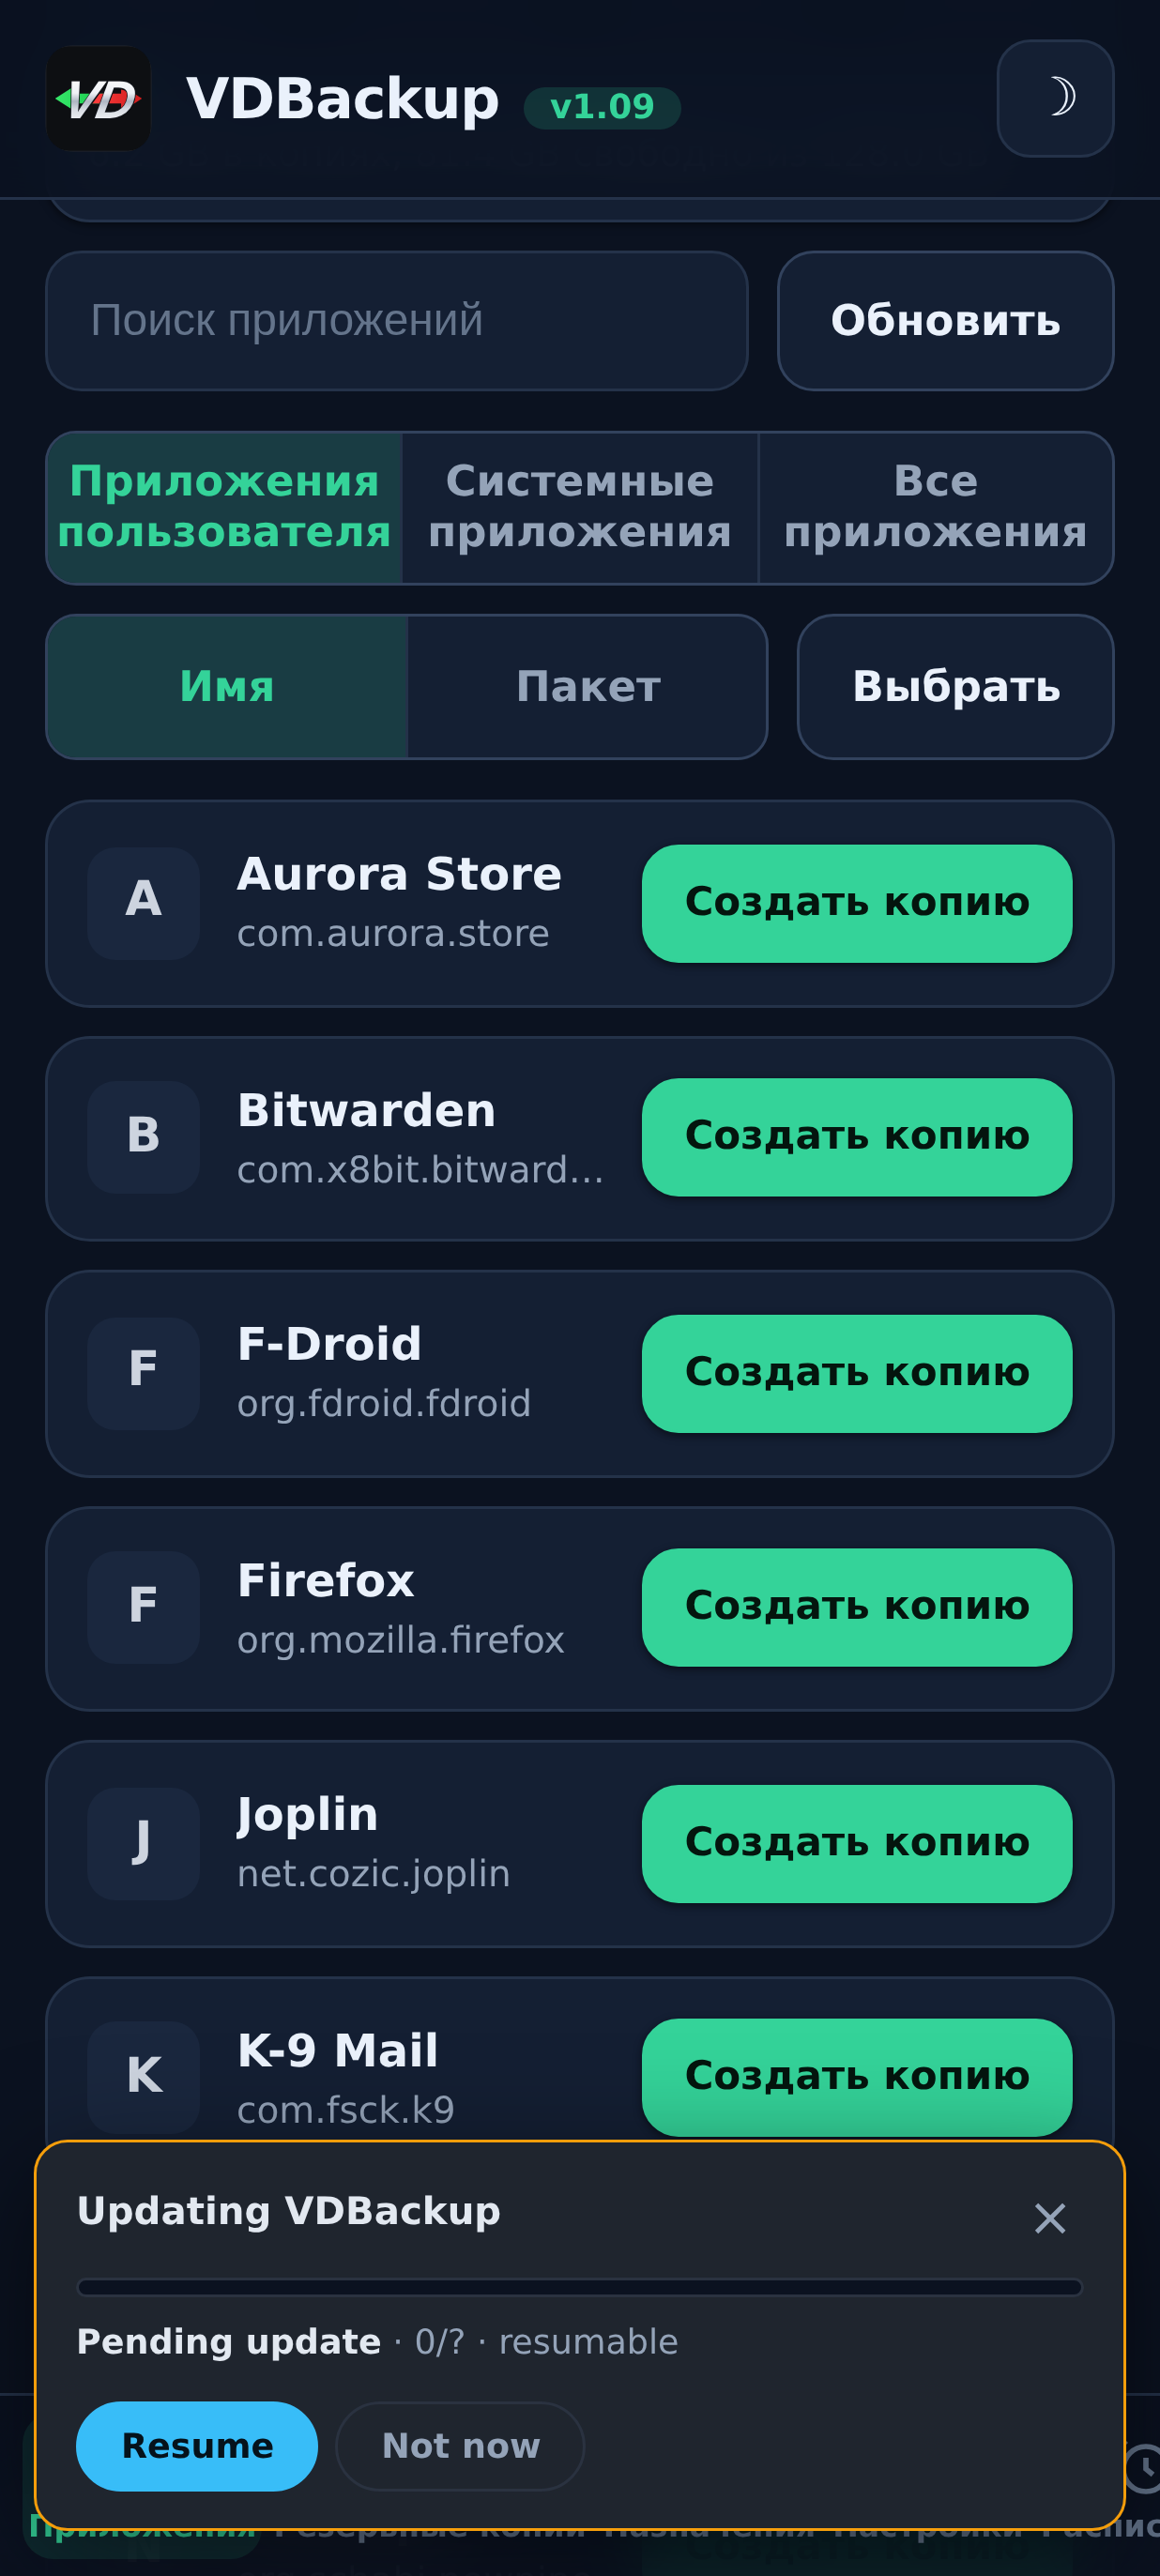 VD
VDBackup v1.09
Поиск приложений
Обновить
Приложения пользователя
Системные приложения
Все приложения
Имя
Пакет
Выбрать
A
Aurora Store
com.aurora.store
Создать копию
B
Bitwarden
com.x8bit.bitward...
Создать копию
F
F-Droid
org.fdroid.fdroid
Создать копию
F
Firefox
org.mozilla.firefox
Создать копию
J
Joplin
net.cozic.joplin
Создать копию
K
K-9 Mail
com.fsck.k9
Создать копию
Updating VDBackup
×
Pending update · 0/? · resumable
Resume
Not now
Приложения